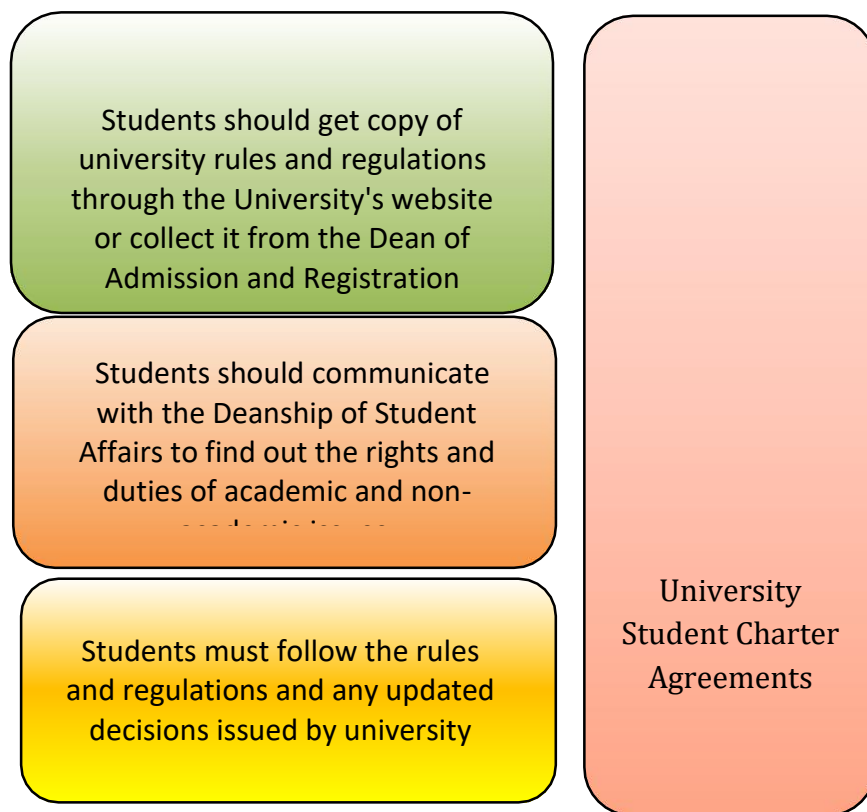 Students should get copy of
university rules and regulations
through the University's website
or collect it from the Dean of
Admission and Registration
Students should communicate
with the Deanship of Student
Affairs to find out the rights and
duties of academic and non-
Students must follow the rules
and regulations and any updated
decisions issued by university
University
Student Charter
Agreements